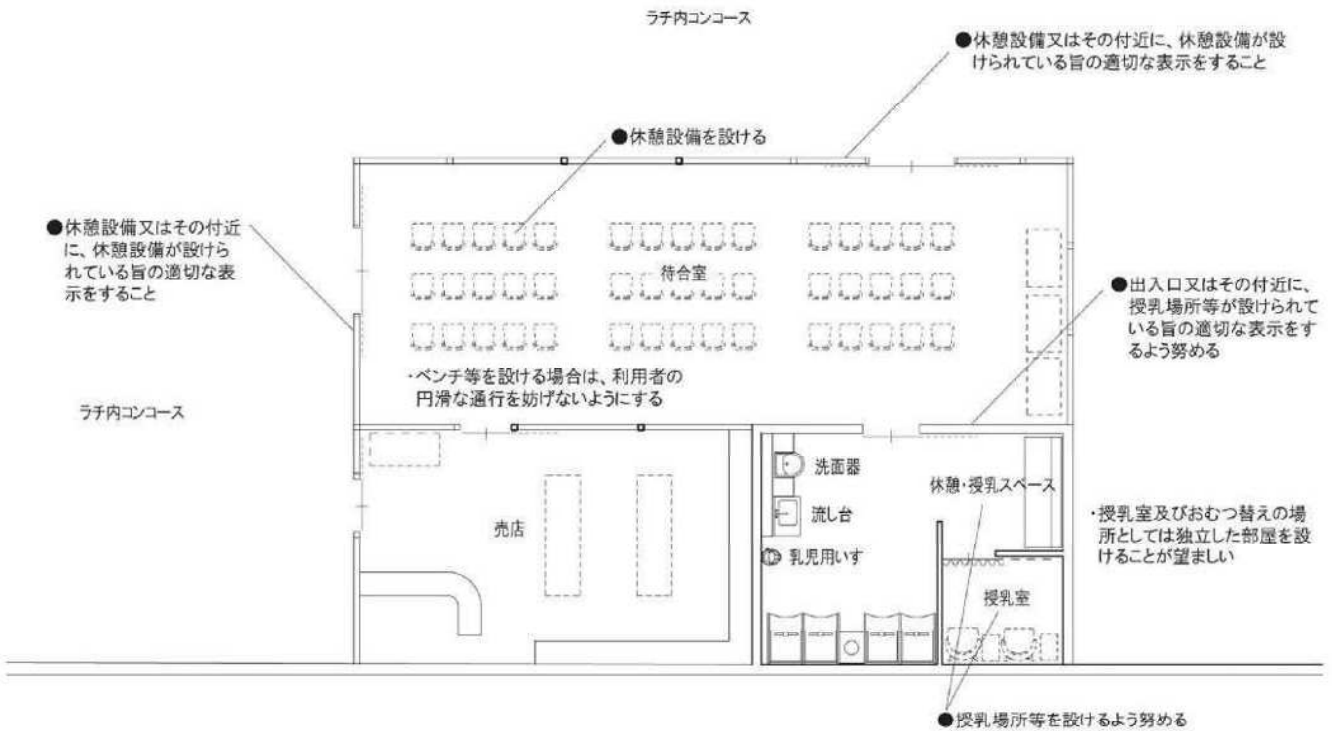 ラチ内コンコース
●休憩設備又はその付近に、休憩設備が設
けられている旨の適切な表示をすること
●休憩設備を設ける
●休憩設備又はその付近
に、休憩設備が設けら
れている旨の適切な表
示をすること
待合室
●出入口又はその付近に、
授乳場所等が設けられて
いる旨の適切な表示をす
るよう努める
・ベンチ等を設ける場合は、利用者の
円滑な通行を妨げないようにする
ラチ内コンコース
洗面器
休憩・授乳スペース
流し台
売店
・授乳室及びおむつ替えの場
所としては独立した部屋を設
けることが望ましい
乳児用いす
授乳室
●授乳場所等を設けるよう努める